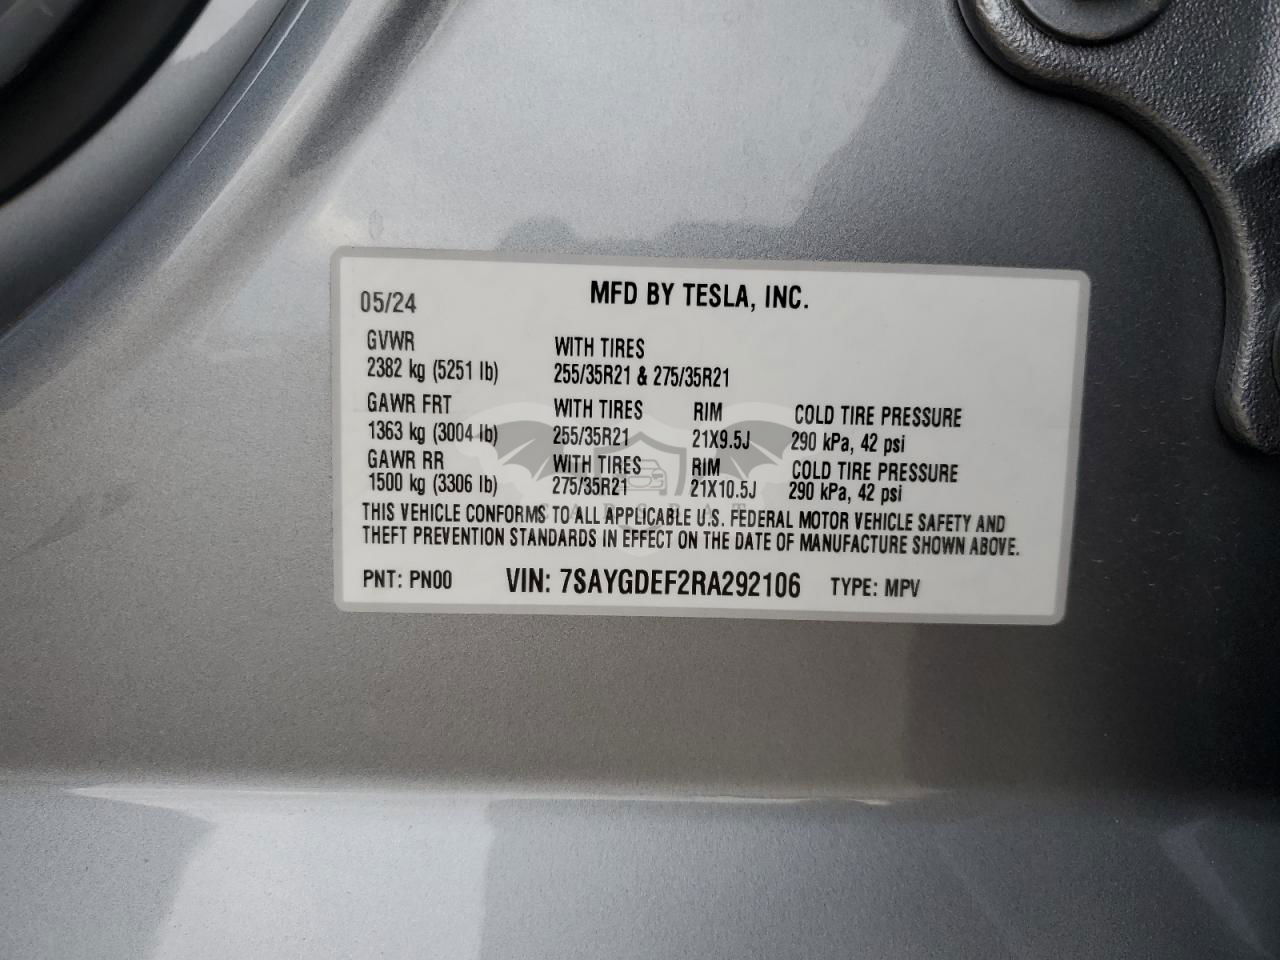 05/24 MFD BY TESLA, INC.
GVWR WITH TIRES
2382 kg (5251 lb) 255/35R21 & 275/35R21
GAWR FRT WITH TIRES RIM COLD TIRE PRESSURE
1363 kg (3004 lb) 255/35R21 21X9.5J 290 kPa, 42 psi
GAWR RR WITH TIRES RIM COLD TIRE PRESSURE
1500 kg (3306 lb) 275/35R21 21X10.5J 290 kPa, 42 psi
THIS VEHICLE CONFORMS TO ALL APPLICABLE U.S. FEDERAL MOTOR VEHICLE SAFETY AND
THEFT PREVENTION STANDARDS IN EFFECT ON THE DATE OF MANUFACTURE SHOWN ABOVE.
PNT: PN00 VIN: 7SAYGDEF2RA292106 TYPE: MPV